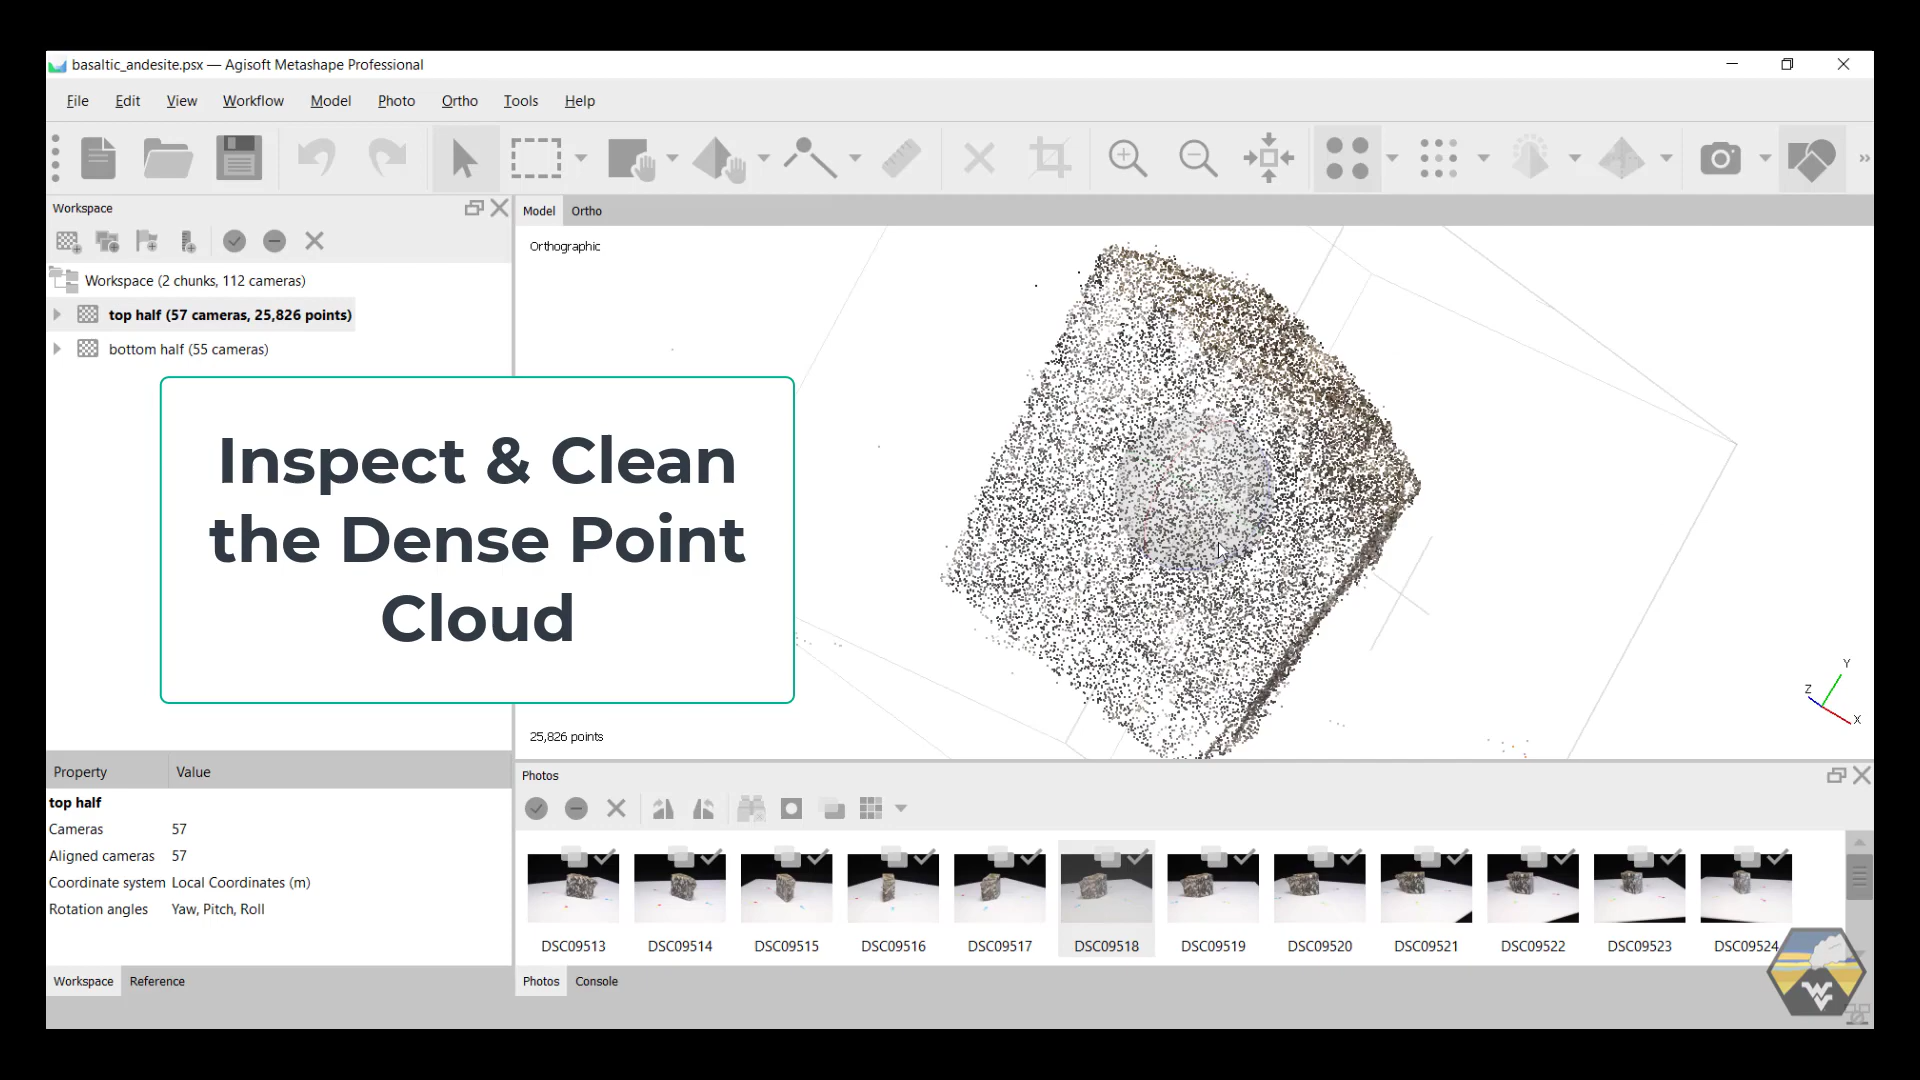 basaltic_andesite.psx — Agisoft Metashape Professional
File Edit View Workflow Model Photo Ortho Tools Help
Workspace
Model Ortho
Orthographic
Workspace (2 chunks, 112 cameras)
top half (57 cameras, 25,826 points)
bottom half (55 cameras)
Inspect & Clean
the Dense Point
Cloud
Y
Z
X
25,826 points
Property Value
top half
Cameras 57
Aligned cameras 57
Coordinate system Local Coordinates (m)
Rotation angles Yaw, Pitch, Roll
Photos
DSC09513 DSC09514 DSC09515 DSC09516 DSC09517 DSC09518 DSC09519 DSC09520 DSC09521 DSC09522 DSC09523 DSC09524
Workspace Reference
Photos Console
WV